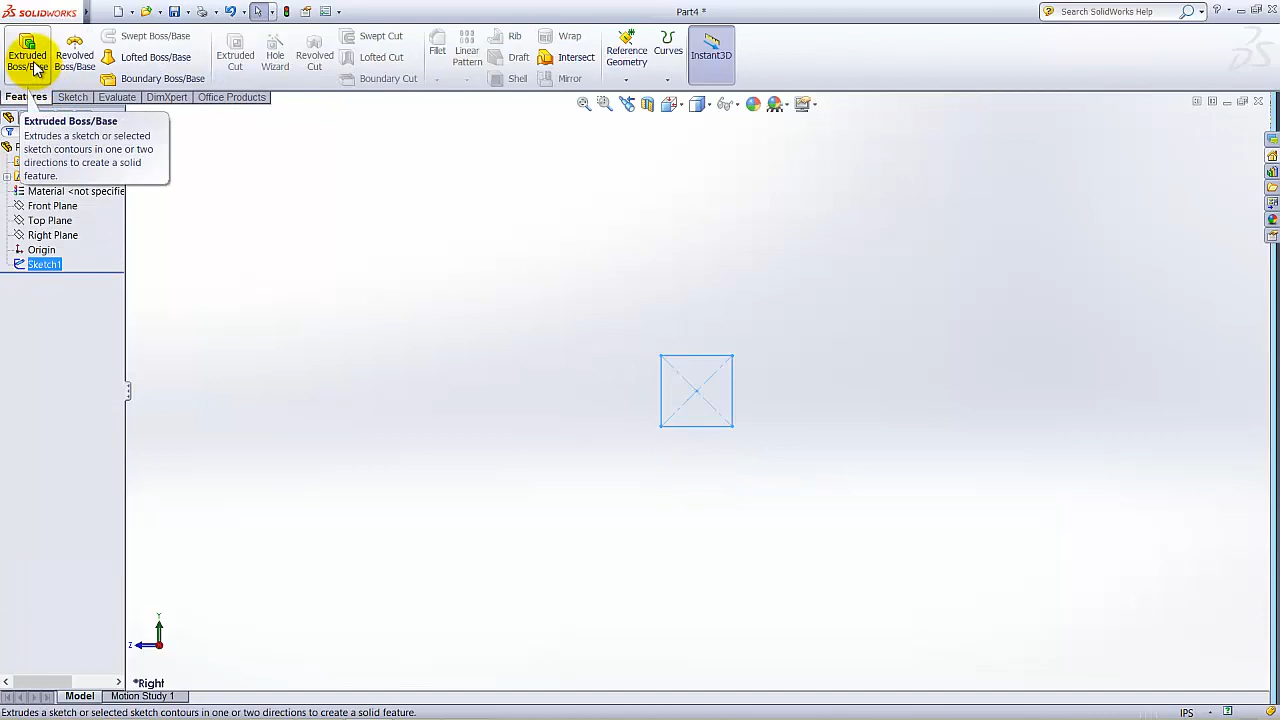 SOLIDWORKS
Part4 *
Search SolidWorks Help
Extruded Boss/Base
Revolved Boss/Base
Swept Boss/Base
Lofted Boss/Base
Boundary Boss/Base
Extruded Cut
Hole Wizard
Revolved Cut
Swept Cut
Lofted Cut
Boundary Cut
Fillet
Linear Pattern
Rib
Draft
Shell
Wrap
Intersect
Mirror
Reference Geometry
Curves
Instant3D
Features
Sketch
Evaluate
DimXpert
Office Products
Extruded Boss/Base
Extrudes a sketch or selected
sketch contours in one or two
directions to create a solid
feature.
Material <not specifie
Front Plane
Top Plane
Right Plane
Origin
Sketch1
Y
Z
*Right
Model
Motion Study 1
Extrudes a sketch or selected sketch contours in one or two directions to create a solid feature.
IPS